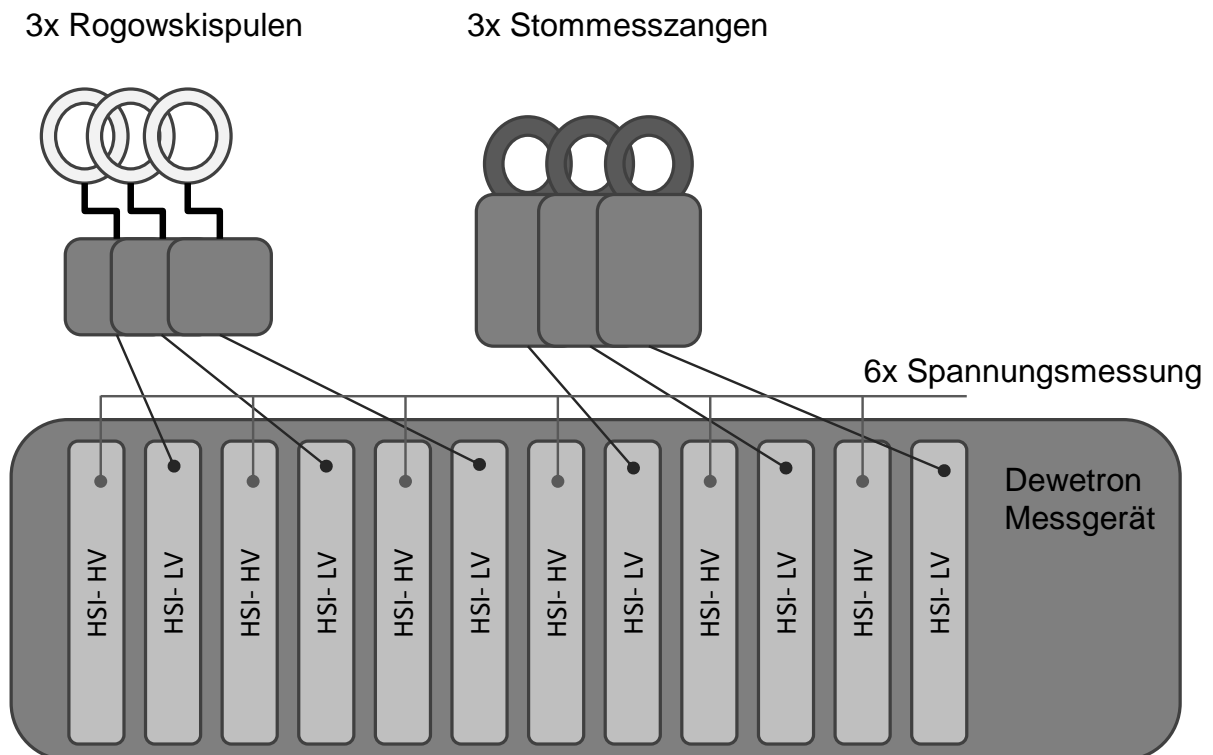 3x Rogowskispulen
3x Stommesszangen
6x Spannungsmessung
Dewetron
Messgerät
HSI- HV
HSI- LV
HSI- HV
HSI- LV
HSI- HV
HSI- LV
HSI- HV
HSI- LV
HSI- HV
HSI- LV
HSI- HV
HSI- LV